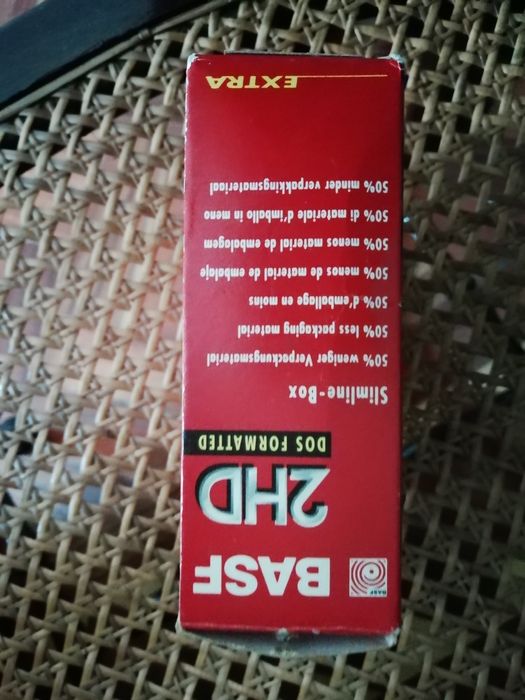 BASF
BASF
2HD
DOS FORMATTED
Slimline-Box
50% weniger Verpackungsmaterial
50% less packaging material
50% d'emballage en moins
50% menos de material de embalaje
50% menos material de embalagem
50% di materiale d'imballo in meno
50% minder verpakkingsmateriaal
EXTRA